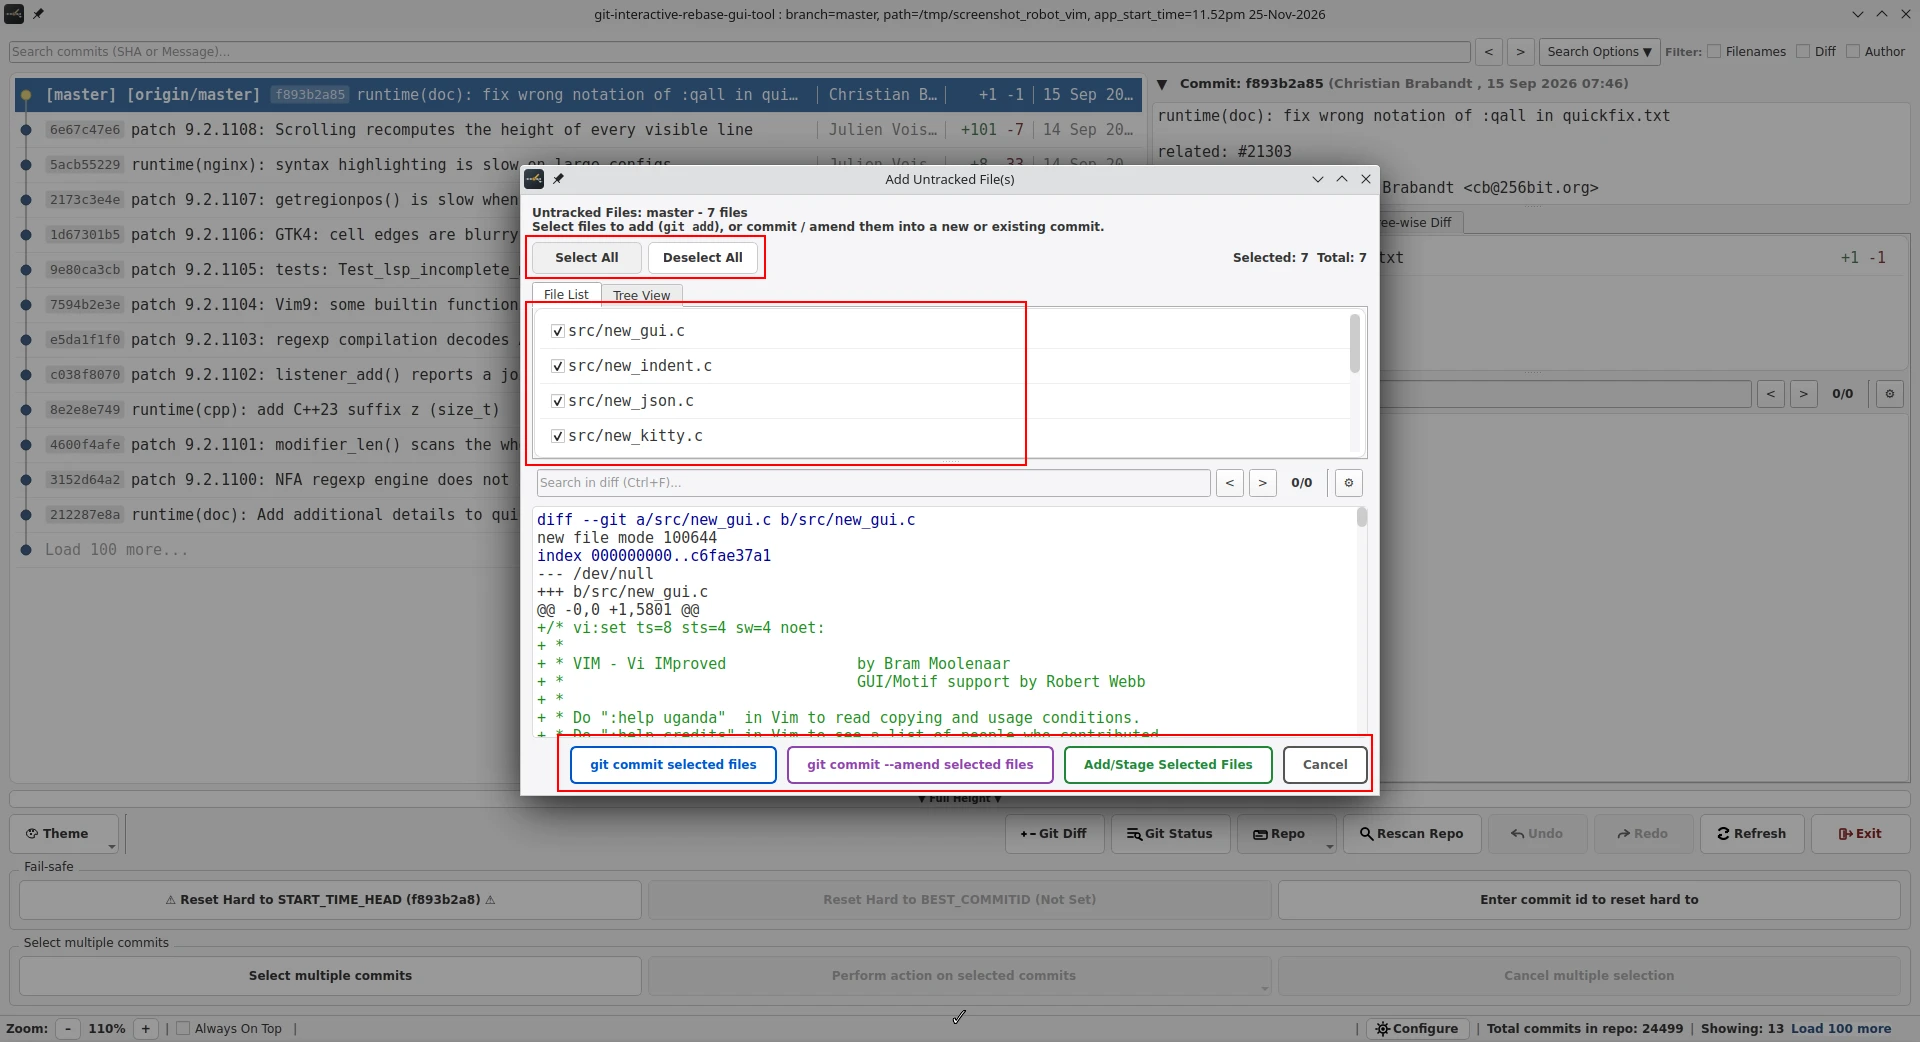 git-interactive-rebase-gui-tool : branch=master, path=/tmp/screenshot_robot_vim, app_start_time=11.52pm 25-Nov-2026
Search commits (SHA or Message)...
< > Search Options ▼ Filter: Filenames Diff Author
[master] [origin/master] f893b2a85 runtime(doc): fix wrong notation of :qall in qui… Christian B… +1 -1 15 Sep 20…
6e67c47e6 patch 9.2.1108: Scrolling recomputes the height of every visible line Julien Vois… +101 -7 14 Sep 20…
5acb55229 runtime(nginx): syntax highlighting is slow on large configs
2173c3e4e patch 9.2.1107: getregionpos() is slow when
1d67301b5 patch 9.2.1106: GTK4: cell edges are blurry
9e80ca3cb patch 9.2.1105: tests: Test_lsp_incomplete_
7594b2e3e patch 9.2.1104: Vim9: some builtin function
e5da1f1f0 patch 9.2.1103: regexp compilation decodes
c038f8070 patch 9.2.1102: listener_add() reports a jo
8e2e8e749 runtime(cpp): add C++23 suffix z (size_t)
4600f4afe patch 9.2.1101: modifier_len() scans the wh
3152d64a2 patch 9.2.1100: NFA regexp engine does not
212287e8a runtime(doc): Add additional details to qui
Load 100 more...
▼ Commit: f893b2a85 (Christian Brabandt , 15 Sep 2026 07:46)
runtime(doc): fix wrong notation of :qall in quickfix.txt
related: #21303
Brabandt <cb@256bit.org>
ee-wise Diff
txt +1 -1
< > 0/0
Add Untracked File(s)
Untracked Files: master - 7 files
Select files to add (git add), or commit / amend them into a new or existing commit.
Select All Deselect All Selected: 7 Total: 7
File List Tree View
src/new_gui.c
src/new_indent.c
src/new_json.c
src/new_kitty.c
Search in diff (Ctrl+F)... < > 0/0
diff --git a/src/new_gui.c b/src/new_gui.c
new file mode 100644
index 000000000..c6fae37a1
--- /dev/null
+++ b/src/new_gui.c
@@ -0,0 +1,5801 @@
+/* vi:set ts=8 sts=4 sw=4 noet:
+ *
+ * VIM - Vi IMproved by Bram Moolenaar
+ * GUI/Motif support by Robert Webb
+ *
+ * Do ":help uganda" in Vim to read copying and usage conditions.
+ * Do ":help credits" in Vim to see a list of people who contributed.
git commit selected files git commit --amend selected files Add/Stage Selected Files Cancel
▼ Full Height ▼
Theme +- Git Diff Git Status Repo Rescan Repo Undo Redo Refresh Exit
Fail-safe
⚠ Reset Hard to START_TIME_HEAD (f893b2a8) ⚠ Reset Hard to BEST_COMMITID (Not Set) Enter commit id to reset hard to
Select multiple commits
Select multiple commits Perform action on selected commits Cancel multiple selection
Zoom: - 110% + | Always On Top | | Configure | Total commits in repo: 24499 | Showing: 13 Load 100 more